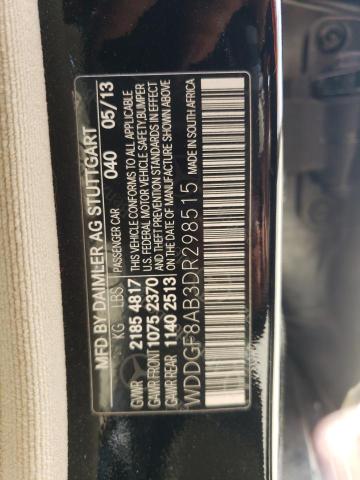 MFD BY DAIMLER AG STUTTGART
PASSENGER CAR 040 05/13
KG LBS
GVWR 2185 4817
GAWR FRONT 1075 2370
GAWR REAR 1140 2513
THIS VEHICLE CONFORMS TO ALL APPLICABLE
U.S. FEDERAL MOTOR VEHICLE SAFETY, BUMPER
AND THEFT PREVENTION STANDARDS IN EFFECT
ON THE DATE OF MANUFACTURE SHOWN ABOVE
WDDGF8AB3DR298515
MADE IN SOUTH AFRICA